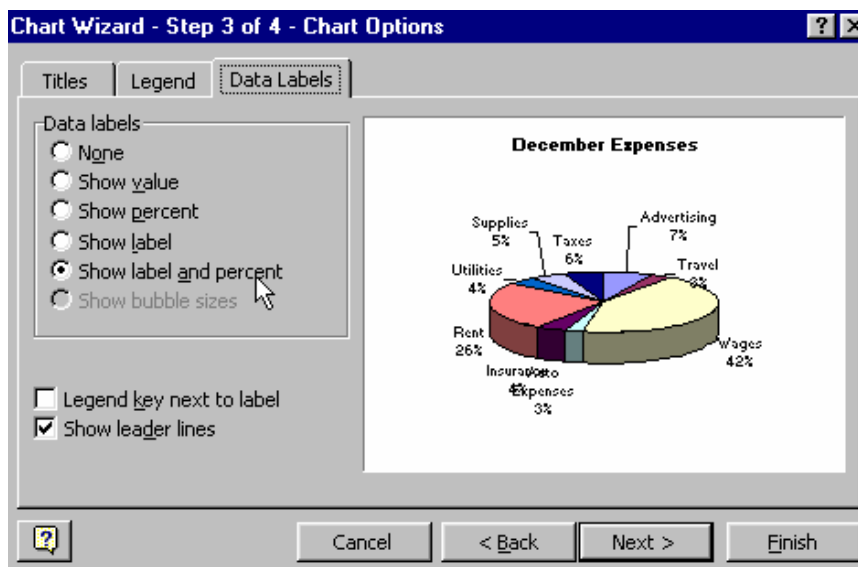 Chart Wizard - Step 3 of 4 - Chart Options
Titles
Legend
Data Labels
Data labels
None
Show value
Show percent
Show label
Show label and percent
Show bubble sizes
Legend key next to label
Show leader lines
December Expenses
Supplies
5%
Taxes
6%
Advertising
7%
Travel
Utilities
4%
Rent
26%
Wages
42%
Insurance
4%
Expenses
3%
Cancel
< Back
Next >
Finish